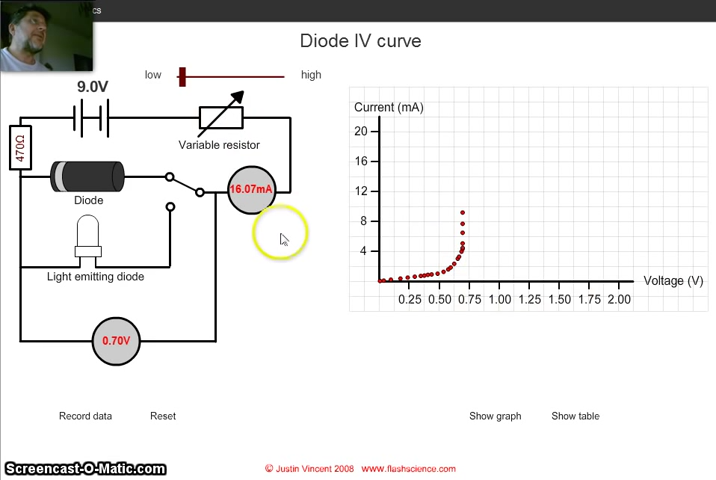 cs
Diode IV curve
low
high
9.0V
Current (mA)
470Ω
Variable resistor
16.07mA
Diode
Light emitting diode
0.70V
20
16
12
8
4
0.25 0.50 0.75 1.00 1.25 1.50 1.75 2.00
Voltage (V)
Record data
Reset
Show graph
Show table
Screencast-O-Matic.com
© Justin Vincent 2008 www.flashscience.com